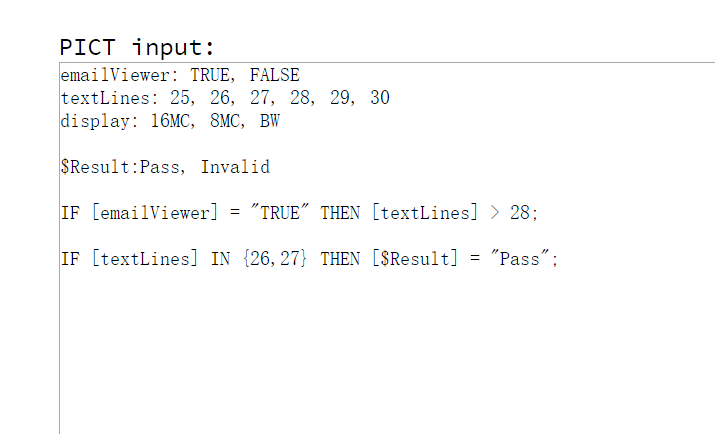 PICT input:
emailViewer: TRUE, FALSE
textLines: 25, 26, 27, 28, 29, 30
display: 16MC, 8MC, BW
$Result:Pass, Invalid
IF [emailViewer] = "TRUE" THEN [textLines] > 28;
IF [textLines] IN {26,27} THEN [$Result] = "Pass";